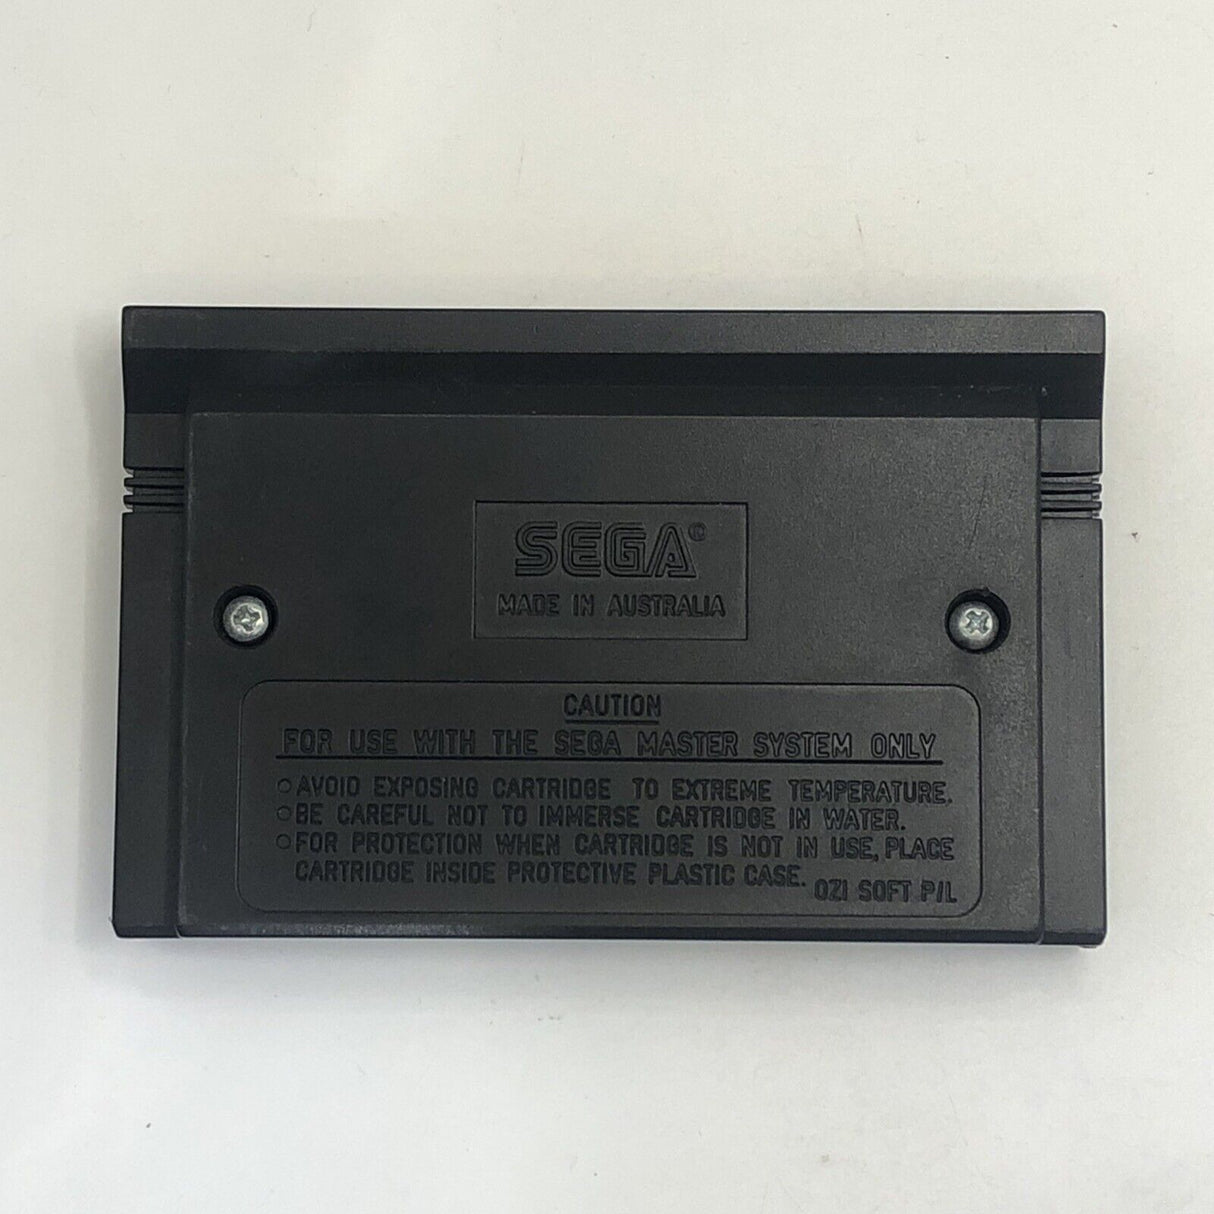 SEGA©
MADE IN AUSTRALIA
CAUTION
FOR USE WITH THE SEGA MASTER SYSTEM ONLY
○ AVOID EXPOSING CARTRIDGE TO EXTREME TEMPERATURE.
○ BE CAREFUL NOT TO IMMERSE CARTRIDGE IN WATER.
○ FOR PROTECTION WHEN CARTRIDGE IS NOT IN USE, PLACE
CARTRIDGE INSIDE PROTECTIVE PLASTIC CASE.
OZI SOFT P/L